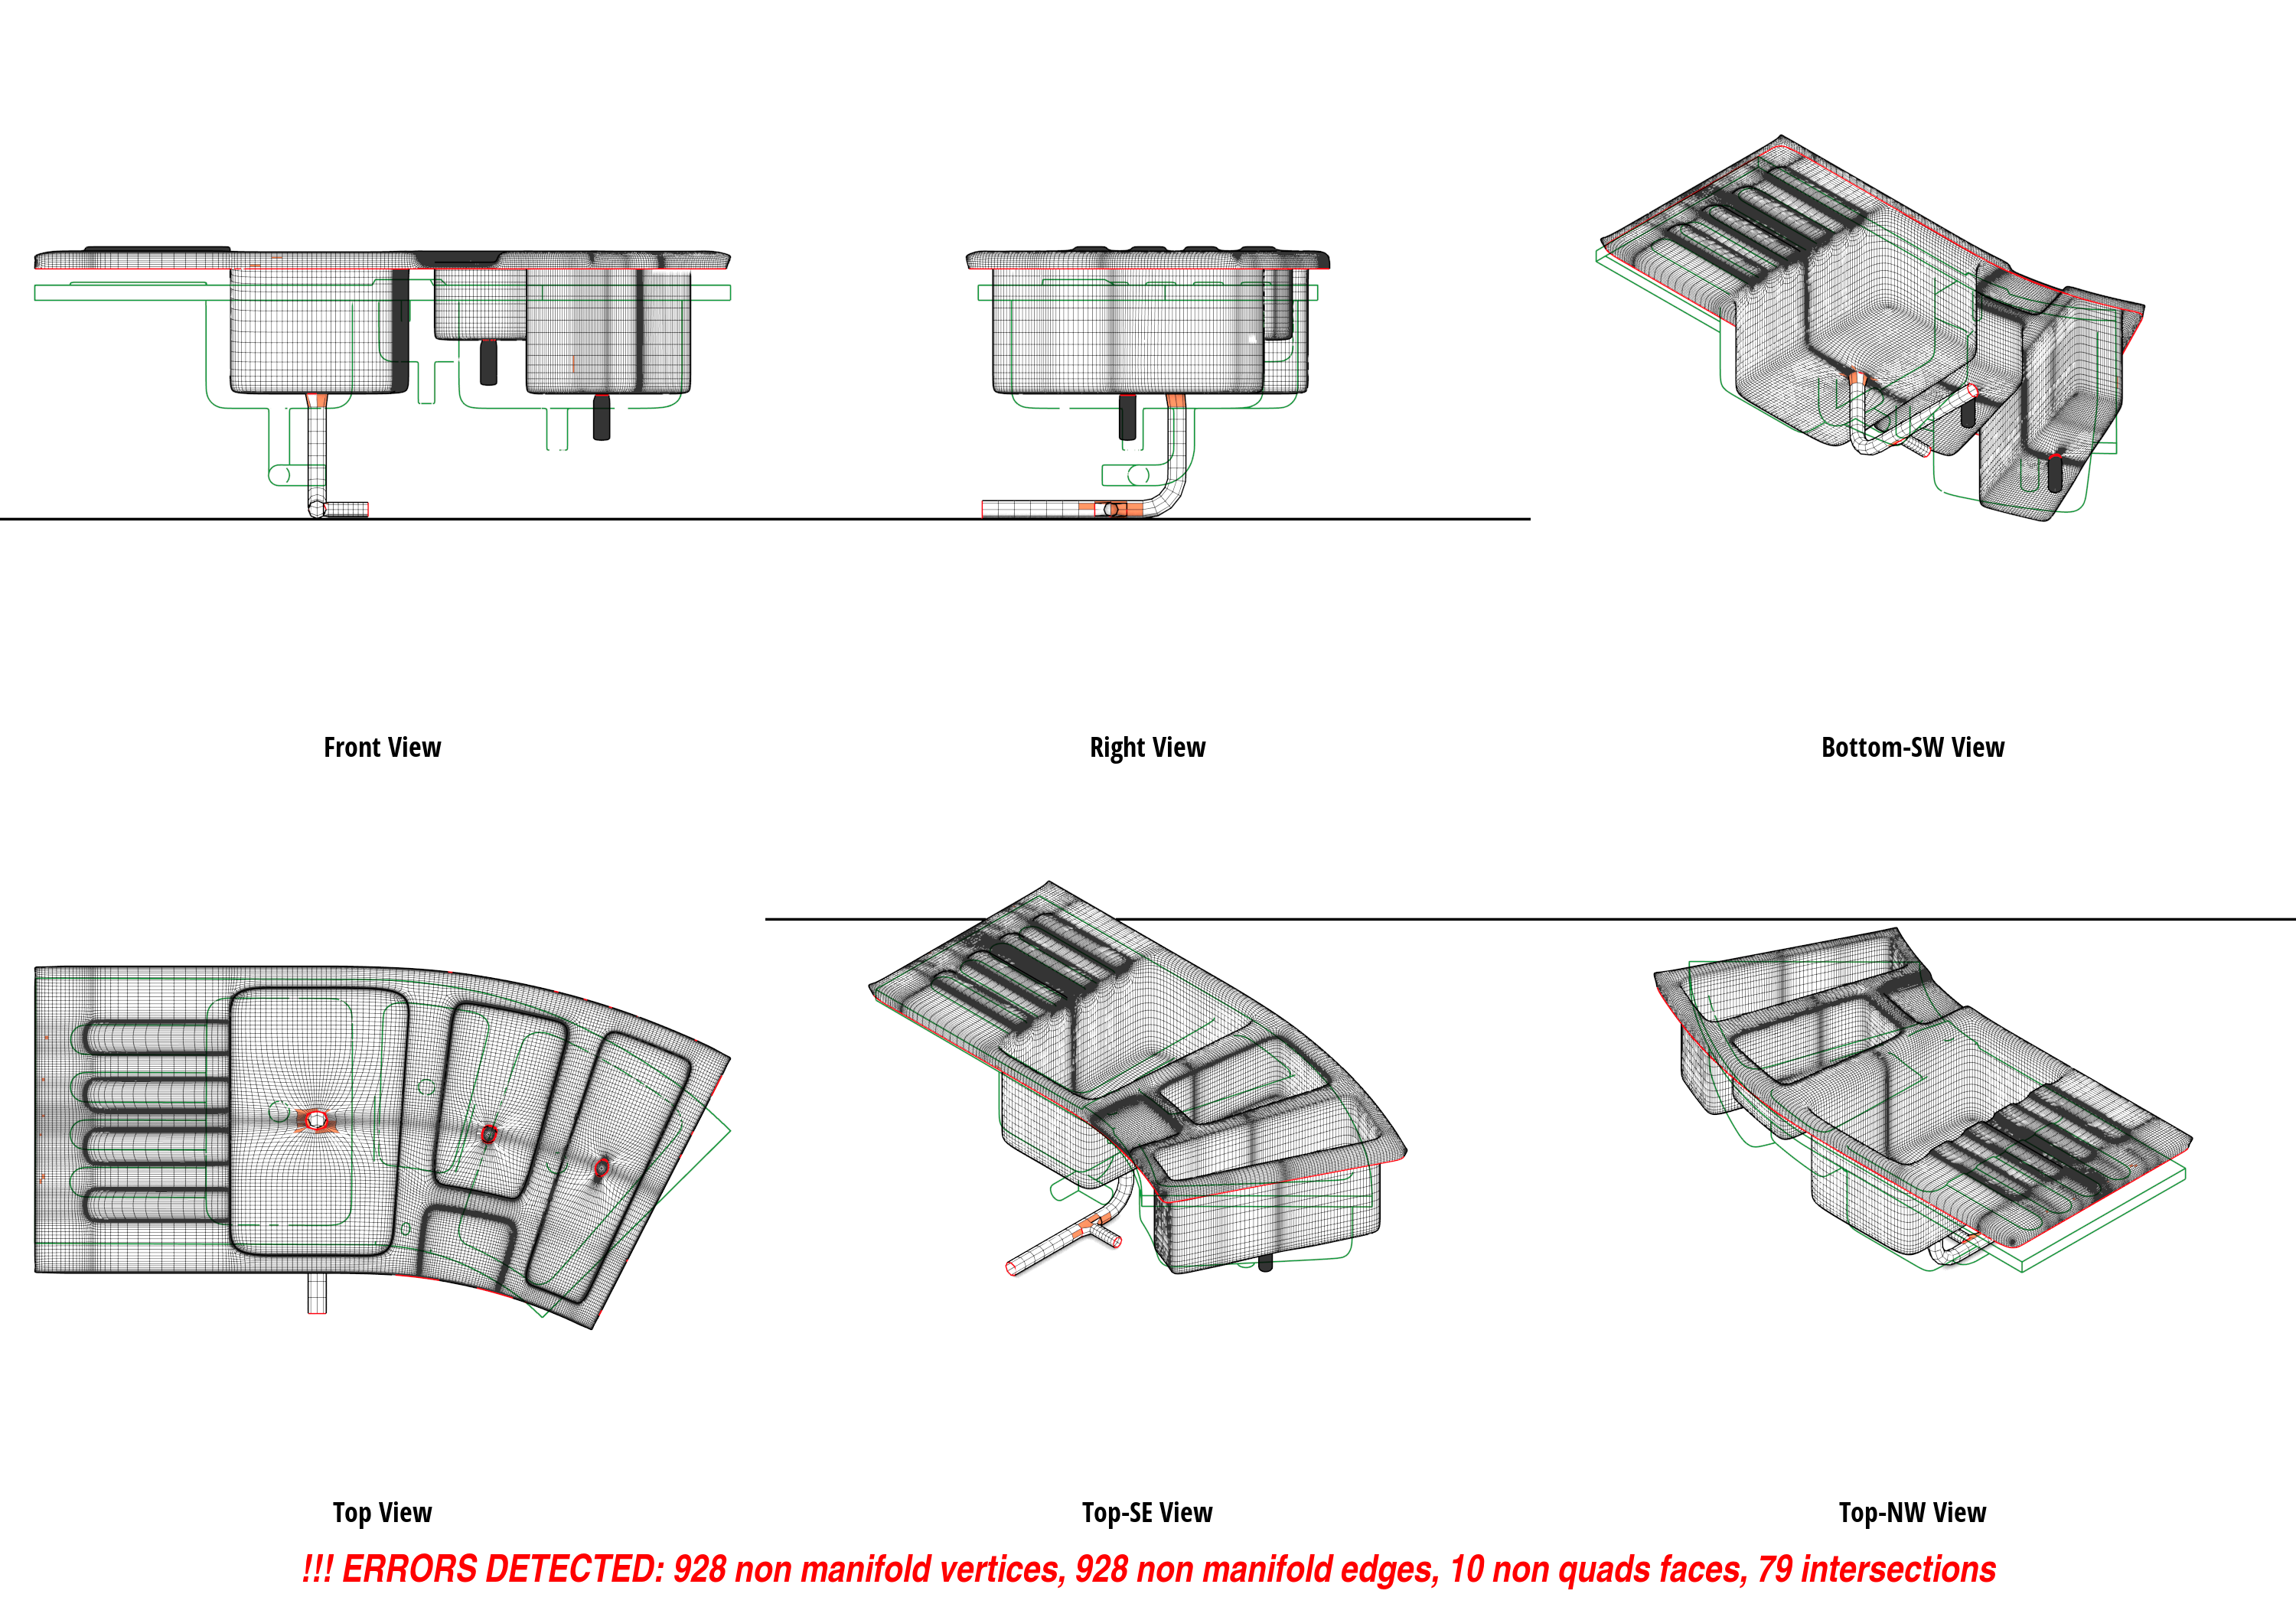 Front View
Right View
Bottom-SW View
Top View
Top-SE View
Top-NW View
!!! ERRORS DETECTED: 928 non manifold vertices, 928 non manifold edges, 10 non quads faces, 79 intersections